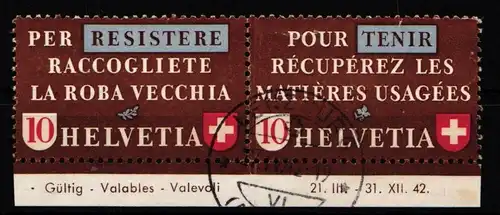 PER RESISTERE
RACCOGLIETE
LA ROBA VECCHIA
10 HELVETIA
POUR TENIR
RÉCUPÉREZ LES
MATIÈRES USAGÉES
10 HELVETIA
- Gültig - Valables - Valevoli
21. III. - 31. XII. 42.
VI